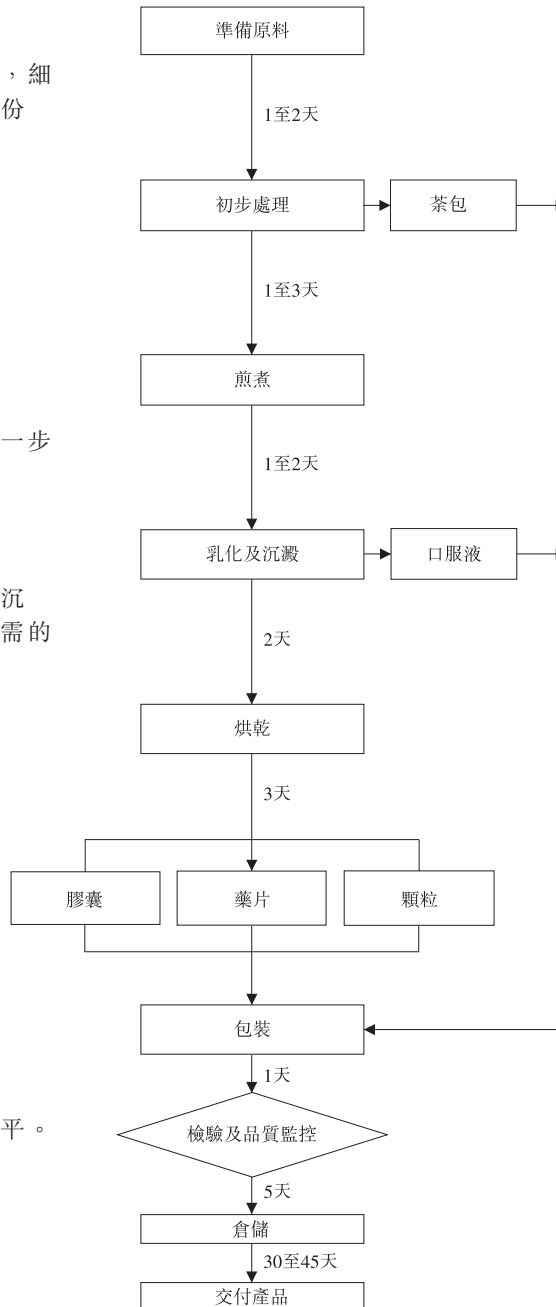 準備原料
，細
份
1至2天
初步處理
茶包
1至3天
煎煮
一步
1至2天
乳化及沉澱
口服液
沉
需的
2天
烘乾
3天
膠囊
藥片
顆粒
包裝
1天
平。
檢驗及品質監控
5天
倉儲
30至45天
交付產品